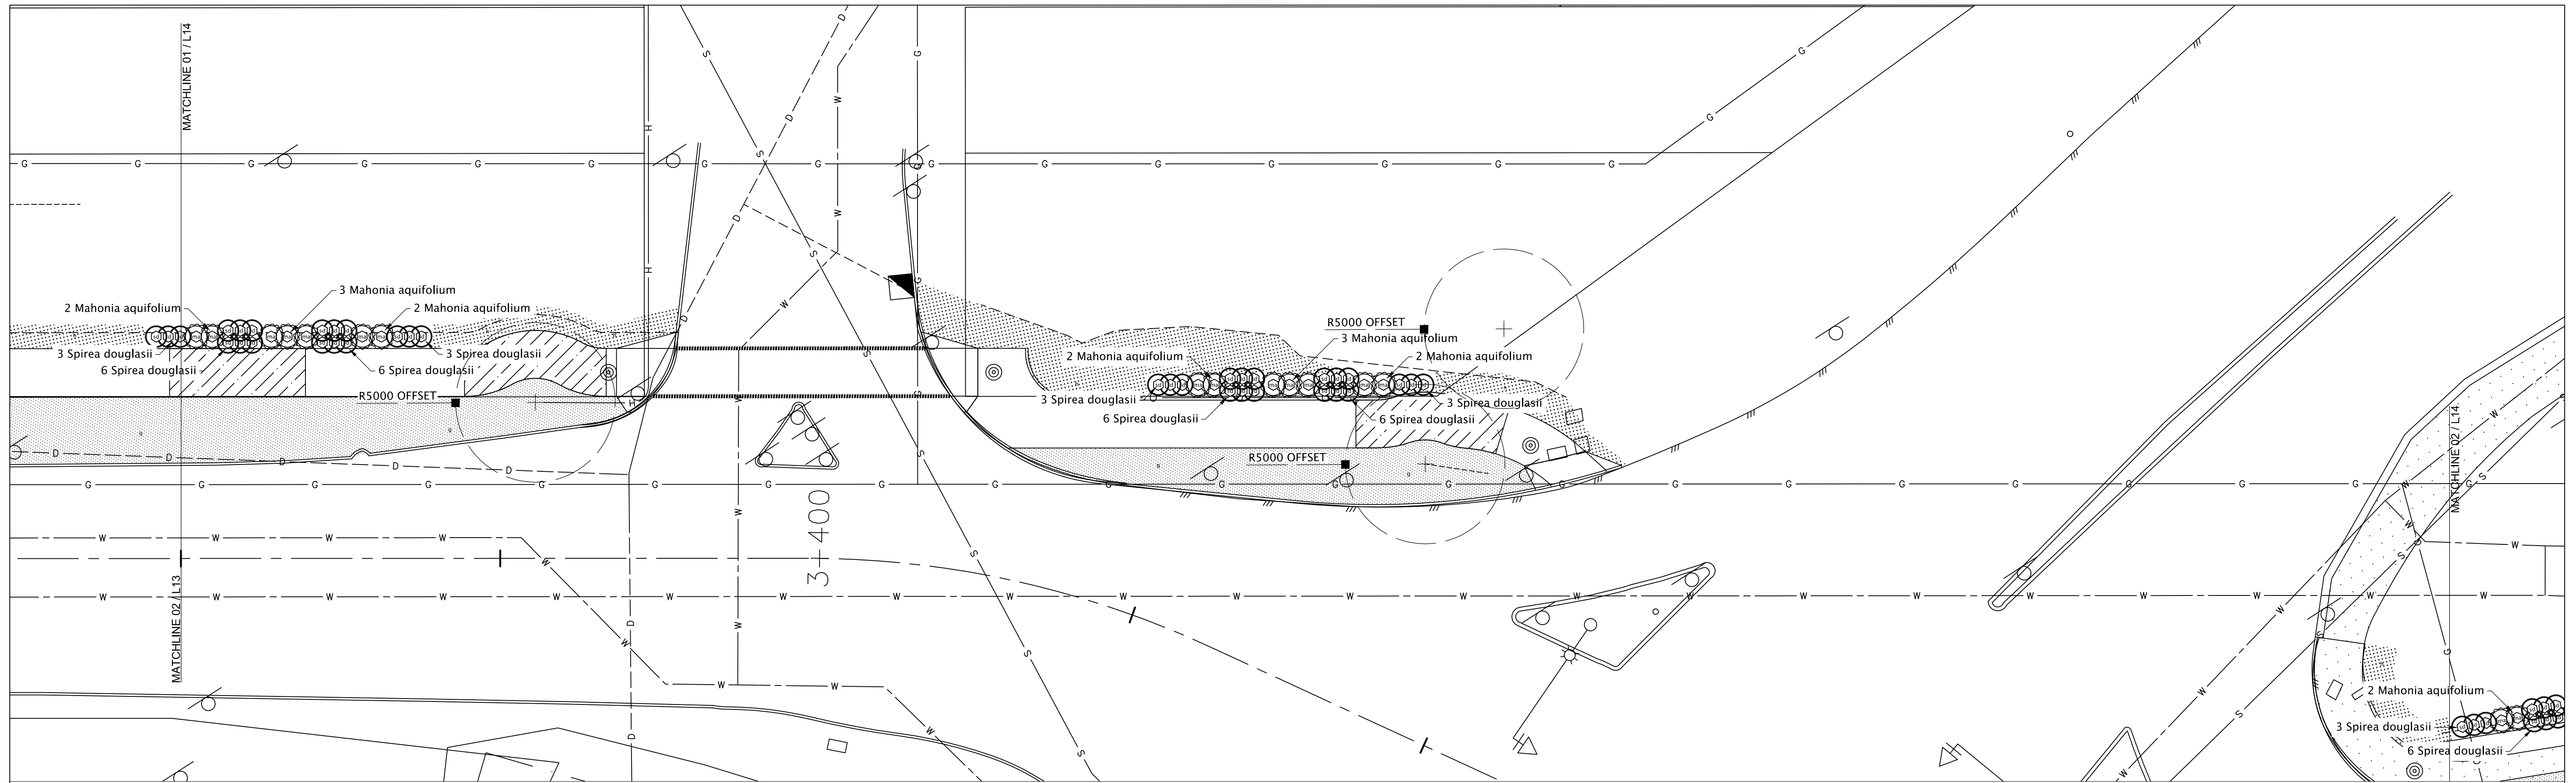 MATCHLINE 01 / L14
3 Mahonia aquifolium
2 Mahonia aquifolium
2 Mahonia aquifolium
3 Spirea douglasii
3 Spirea douglasii
6 Spirea douglasii
6 Spirea douglasii
R5000 OFFSET
MATCHLINE 02 / L13
3+400
R5000 OFFSET
3 Mahonia aquifolium
2 Mahonia aquifolium
2 Mahonia aquifolium
3 Spirea douglasii
3 Spirea douglasii
6 Spirea douglasii
6 Spirea douglasii
R5000 OFFSET
MATCHLINE 02 / L14
2 Mahonia aquifolium
3 Spirea douglasii
6 Spirea douglasii